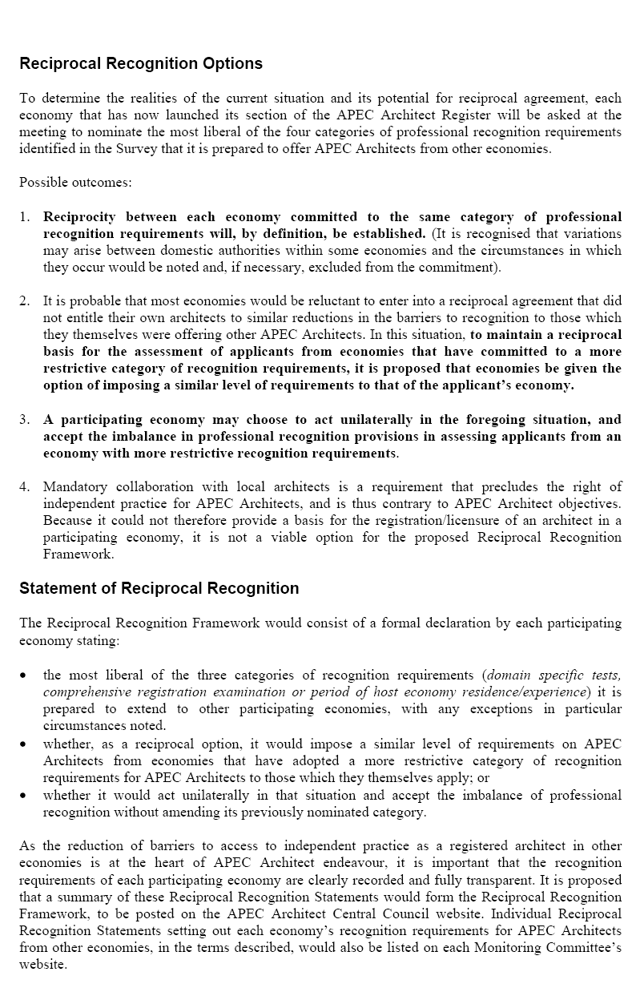 Reciprocal Recognition Options
To determine the realities of the current situation and its potential for reciprocal agreement, each
economy that has now launched its section of the APEC Architect Register will be asked at the
meeting to nominate the most liberal of the four categories of professional recognition requirements
identified in the Survey that it is prepared to offer APEC Architects from other economies.
Possible outcomes:
1. Reciprocity between each economy committed to the same category of professional
recognition requirements will, by definition, be established. (It is recognised that variations
may arise between domestic authorities within some economies and the circumstances in which
they occur would be noted and, if necessary, excluded from the commitment).
2. It is probable that most economies would be reluctant to enter into a reciprocal agreement that did
not entitle their own architects to similar reductions in the barriers to recognition to those which
they themselves were offering other APEC Architects. In this situation, to maintain a reciprocal
basis for the assessment of applicants from economies that have committed to a more
restrictive category of recognition requirements, it is proposed that economies be given the
option of imposing a similar level of requirements to that of the applicant's economy.
3. A participating economy may choose to act unilaterally in the foregoing situation, and
accept the imbalance in professional recognition provisions in assessing applicants from an
economy with more restrictive recognition requirements.
4. Mandatory collaboration with local architects is a requirement that precludes the right of
independent practice for APEC Architects, and is thus contrary to APEC Architect objectives.
Because it could not therefore provide a basis for the registration/licensure of an architect in a
participating economy, it is not a viable option for the proposed Reciprocal Recognition
Framework.
Statement of Reciprocal Recognition
The Reciprocal Recognition Framework would consist of a formal declaration by each participating
economy stating:
• the most liberal of the three categories of recognition requirements (domain specific tests,
comprehensive registration examination or period of host economy residence/experience) it is
prepared to extend to other participating economies, with any exceptions in particular
circumstances noted.
• whether, as a reciprocal option, it would impose a similar level of requirements on APEC
Architects from economies that have adopted a more restrictive category of recognition
requirements for APEC Architects to those which they themselves apply; or
• whether it would act unilaterally in that situation and accept the imbalance of professional
recognition without amending its previously nominated category.
As the reduction of barriers to access to independent practice as a registered architect in other
economies is at the heart of APEC Architect endeavour, it is important that the recognition
requirements of each participating economy are clearly recorded and fully transparent. It is proposed
that a summary of these Reciprocal Recognition Statements would form the Reciprocal Recognition
Framework, to be posted on the APEC Architect Central Council website. Individual Reciprocal
Recognition Statements setting out each economy's recognition requirements for APEC Architects
from other economies, in the terms described, would also be listed on each Monitoring Committee's
website.